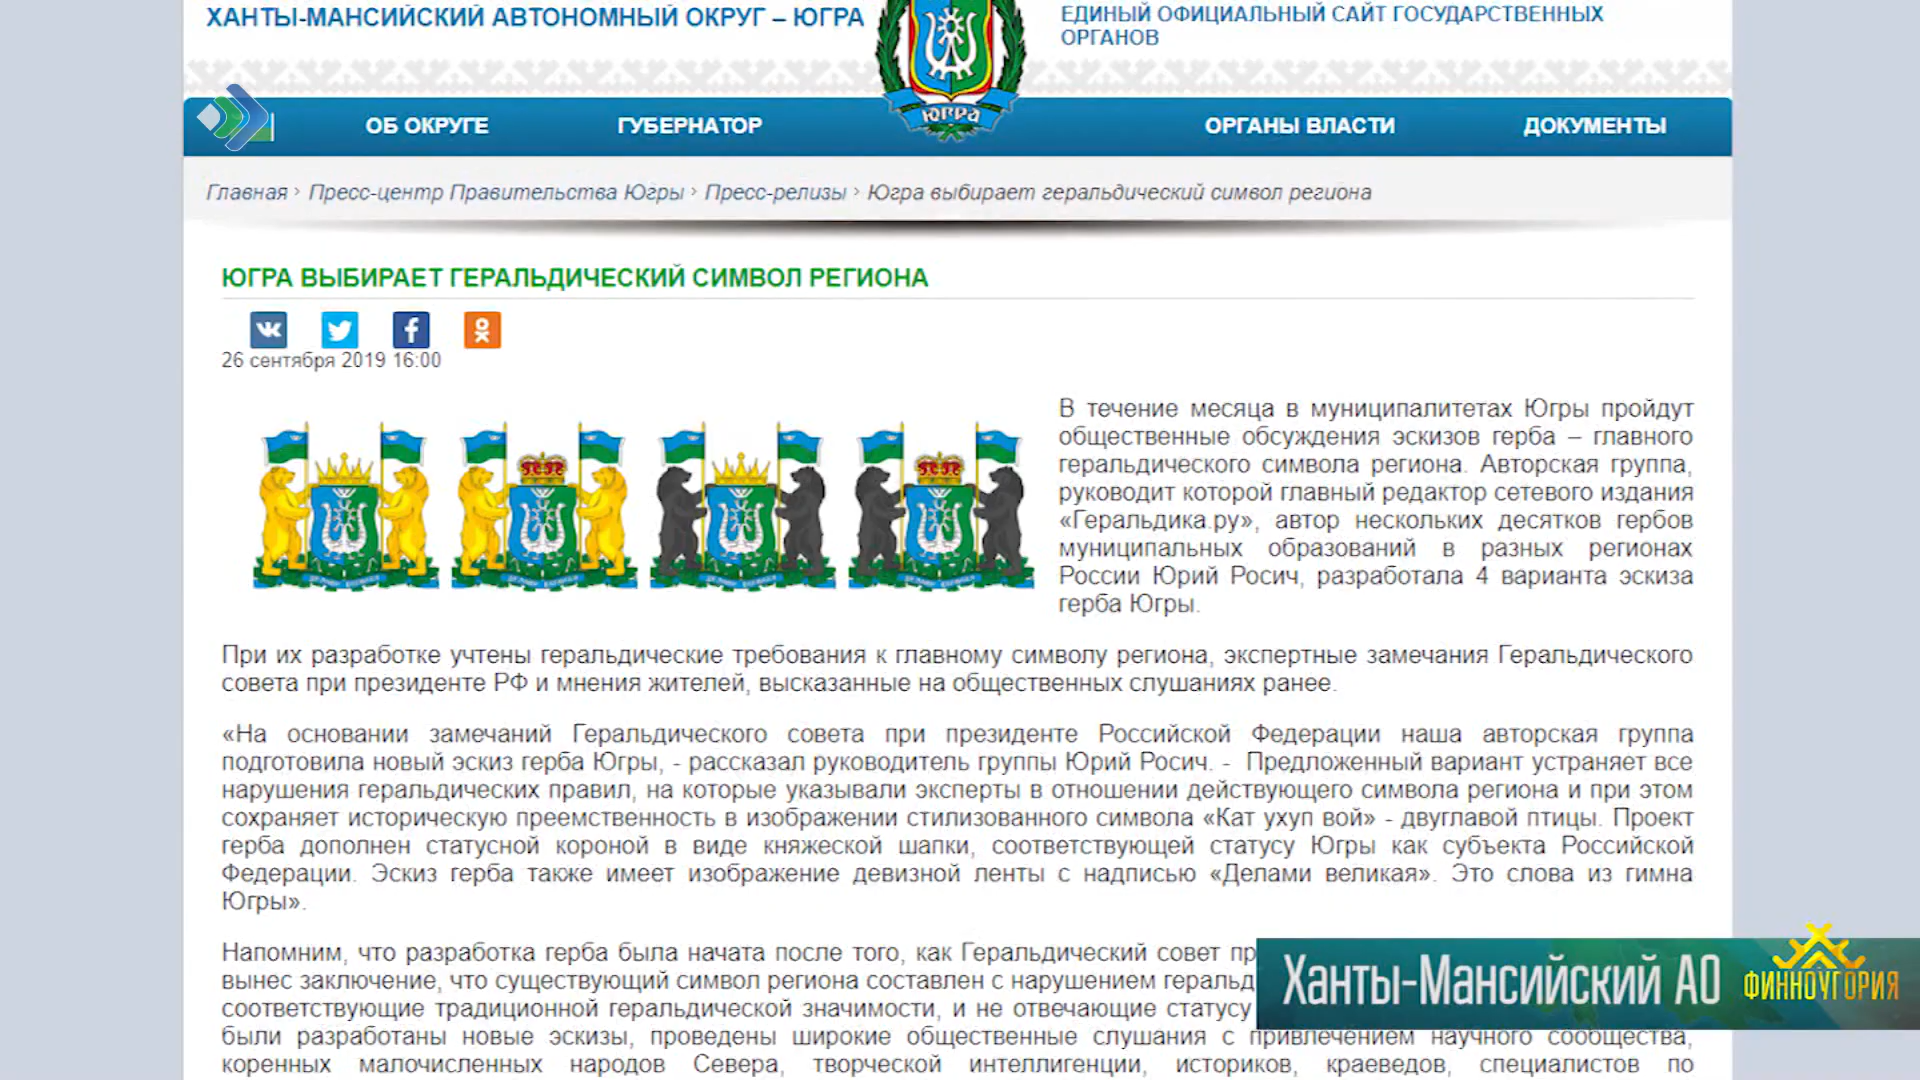 ХАНТЫ-МАНСИЙСКИЙ АВТОНОМНЫЙ ОКРУГ – ЮГРА
ЕДИНЫЙ ОФИЦИАЛЬНЫЙ САЙТ ГОСУДАРСТВЕННЫХ
ОРГАНОВ
ЮГРА
ОБ ОКРУГЕ
ГУБЕРНАТОР
ОРГАНЫ ВЛАСТИ
ДОКУМЕНТЫ
Главная › Пресс-центр Правительства Югры › Пресс-релизы › Югра выбирает геральдический символ региона
ЮГРА ВЫБИРАЕТ ГЕРАЛЬДИЧЕСКИЙ СИМВОЛ РЕГИОНА
26 сентября 2019 16:00
В течение месяца в муниципалитетах Югры пройдут
общественные обсуждения эскизов герба – главного
геральдического символа региона. Авторская группа,
руководит которой главный редактор сетевого издания
«Геральдика.ру», автор нескольких десятков гербов
муниципальных образований в разных регионах
России Юрий Росич, разработала 4 варианта эскиза
герба Югры.
При их разработке учтены геральдические требования к главному символу региона, экспертные замечания Геральдического
совета при президенте РФ и мнения жителей, высказанные на общественных слушаниях ранее.
«На основании замечаний Геральдического совета при президенте Российской Федерации наша авторская группа
подготовила новый эскиз герба Югры, - рассказал руководитель группы Юрий Росич. - Предложенный вариант устраняет все
нарушения геральдических правил, на которые указывали эксперты в отношении действующего символа региона и при этом
сохраняет историческую преемственность в изображении стилизованного символа «Кат ухуп вой» - двуглавой птицы. Проект
герба дополнен статусной короной в виде княжеской шапки, соответствующей статусу Югры как субъекта Российской
Федерации. Эскиз герба также имеет изображение девизной ленты с надписью «Делами великая». Это слова из гимна
Югры».
Напомним, что разработка герба была начата после того, как Геральдический совет пр
вынес заключение, что существующий символ региона составлен с нарушением геральд
соответствующие традиционной геральдической значимости, и не отвечающие статусу
были разработаны новые эскизы, проведены широкие общественные слушания с привлечением научного сообщества,
коренных малочисленных народов Севера, творческой интеллигенции, историков, краеведов, специалистов по
Ханты-Мансийский АО
ФИННОУГОРИЯ